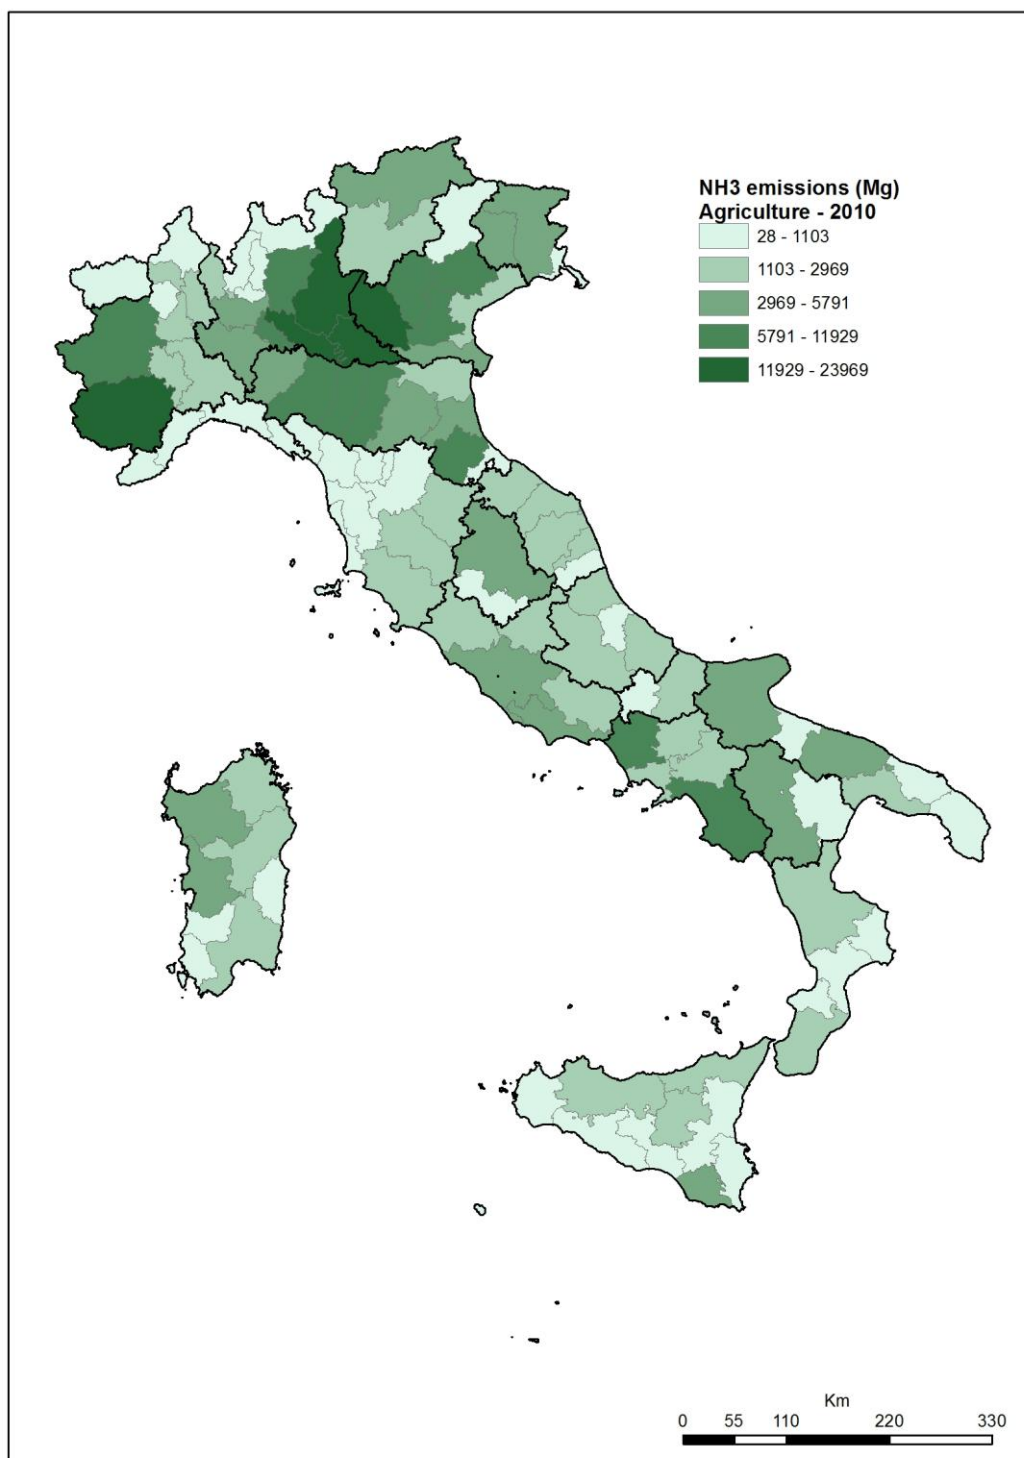 NH3 emissions (Mg)
Agriculture - 2010
28 - 1103
1103 - 2969
2969 - 5791
5791 - 11929
11929 - 23969
Km
0 55 110 220 330